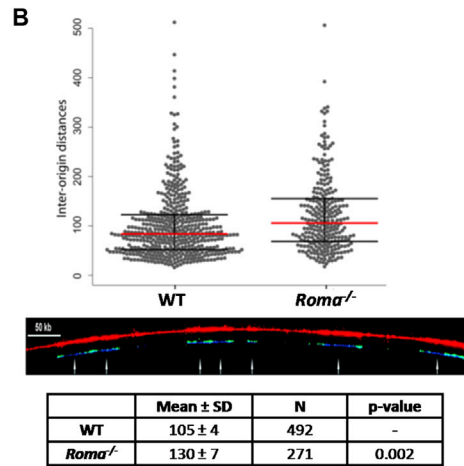 B
500
400
300
200
100
0
Inter-origin distances
WT Roma-/-
50 kb
Mean ± SD N p-value
WT 105 ± 4 492 -
Roma-/- 130 ± 7 271 0.002